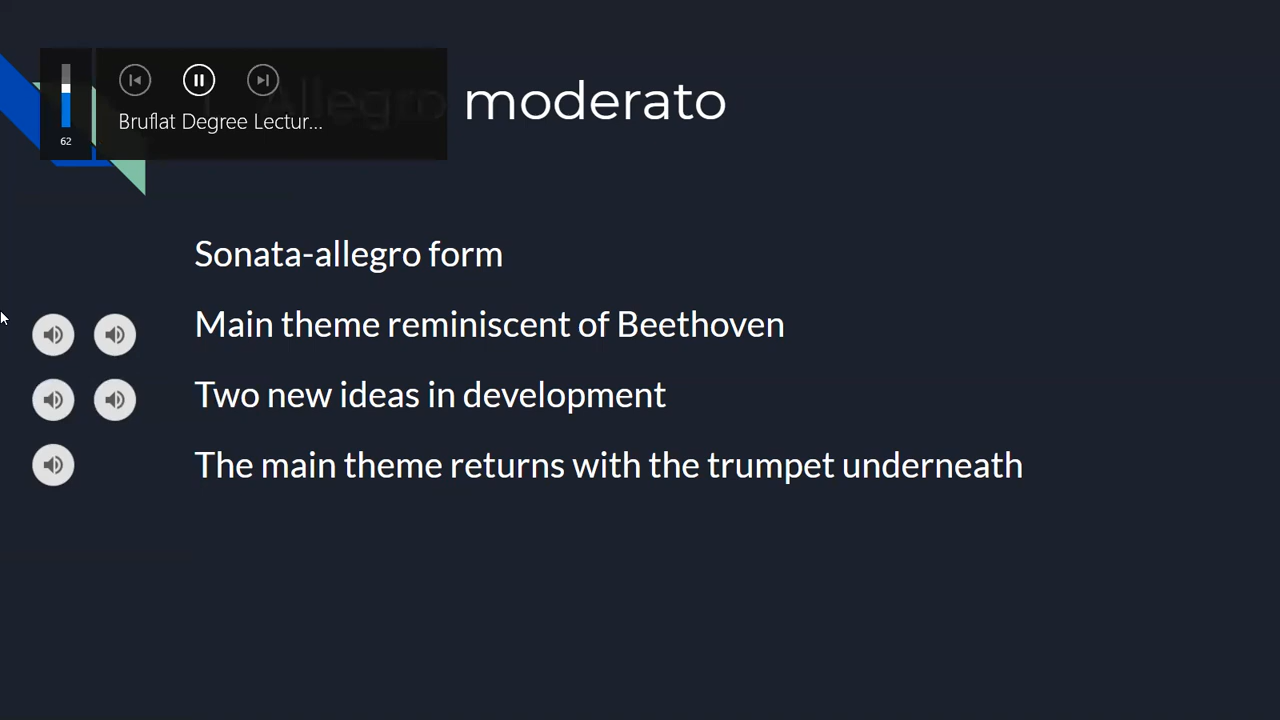 Allegro moderato
Bruflat Degree Lectur...
62
Sonata-allegro form
Main theme reminiscent of Beethoven
Two new ideas in development
The main theme returns with the trumpet underneath